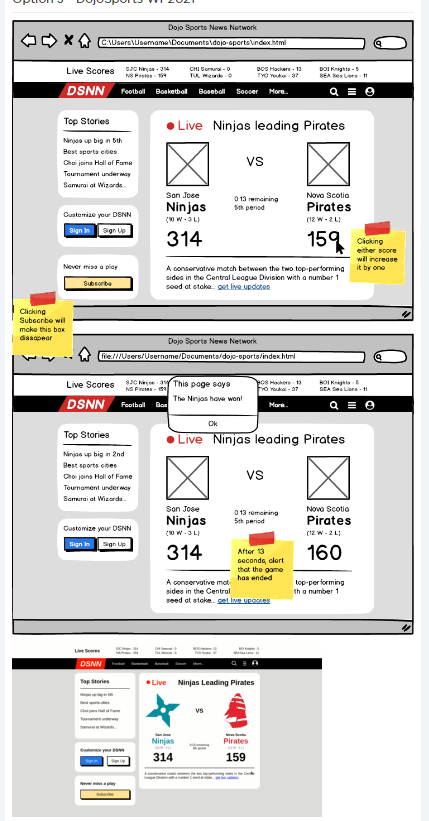 Option 3 - DojoSports WF 2021
Dojo Sports News Network
C:\Users\Username\Documents\dojo-sports\index.html
Live Scores
SJC Ninjas - 314
NS Pirates - 159
CHI Samurai - 0
TUL Wizards - 0
BOS Hackers - 13
TYO Youkai - 37
BOI Knights - 5
SEA Sea Lions - 11
DSNN Football Basketball Baseball Soccer More...
Top Stories
Ninjas up big in 5th
Best sports cities
Choi joins Hall of Fame
Tournament underway
Samurai at Wizards...
Customize your DSNN
Sign In Sign Up
Never miss a play
Subscribe
Live Ninjas leading Pirates
VS
San Jose
Ninjas
(10 W - 3 L)
314
0:13 remaining
5th period
Nova Scotia
Pirates
(12 W - 2 L)
159
A conservative match between the two top-performing
sides in the Central League Division with a number 1
seed at stake... get live updates
Clicking
either score
will increase
it by one
Clicking
Subscribe will
make this box
dissapear
Dojo Sports News Network
file:///Users/Username/Documents/dojo-sports/index.html
Live Scores
SJC Ninjas - 314
NS Pirates - 159
BOS Hackers - 13
TYO Youkai - 37
BOI Knights - 5
SEA Sea Lions - 11
This page says
The Ninjas have won!
Ok
DSNN Football Bas More...
Top Stories
Ninjas up big in 2nd
Best sports cities
Choi joins Hall of Fame
Tournament underway
Samurai at Wizards...
Customize your DSNN
Sign In Sign Up
Live Ninjas leading Pirates
VS
San Jose
Ninjas
(10 W - 3 L)
314
0:13 remaining
5th period
Nova Scotia
Pirates
(12 W - 2 L)
160
After 13
seconds, alert
that the game
has ended
A conservative mat top-performing
sides in the Centra th a number 1
seed at stake... get live updates
Live Scores
SJC Ninjas - 314
NS Pirates - 159
CHI Samurai - 0
TUL Wizards - 0
BOS Hackers - 13
TYO Youkai - 37
BOI Knights - 5
SEA Sea Lions - 11
DSNN Football Basketball Baseball Soccer More...
Top Stories
Ninjas up big in 5th
Best sports cities
Choi joins Hall of Fame
Tournament underway
Samurai at Wizards...
Customize your DSNN
Sign In Sign Up
Never miss a play
Subscribe
Live Ninjas Leading Pirates
VS
San Jose
Ninjas
314
0:13 remaining
5th period
Nova Scotia
Pirates
159
A conservative match between the two top-performing sides in the Central
League Division with a number 1 seed at stake... get live updates